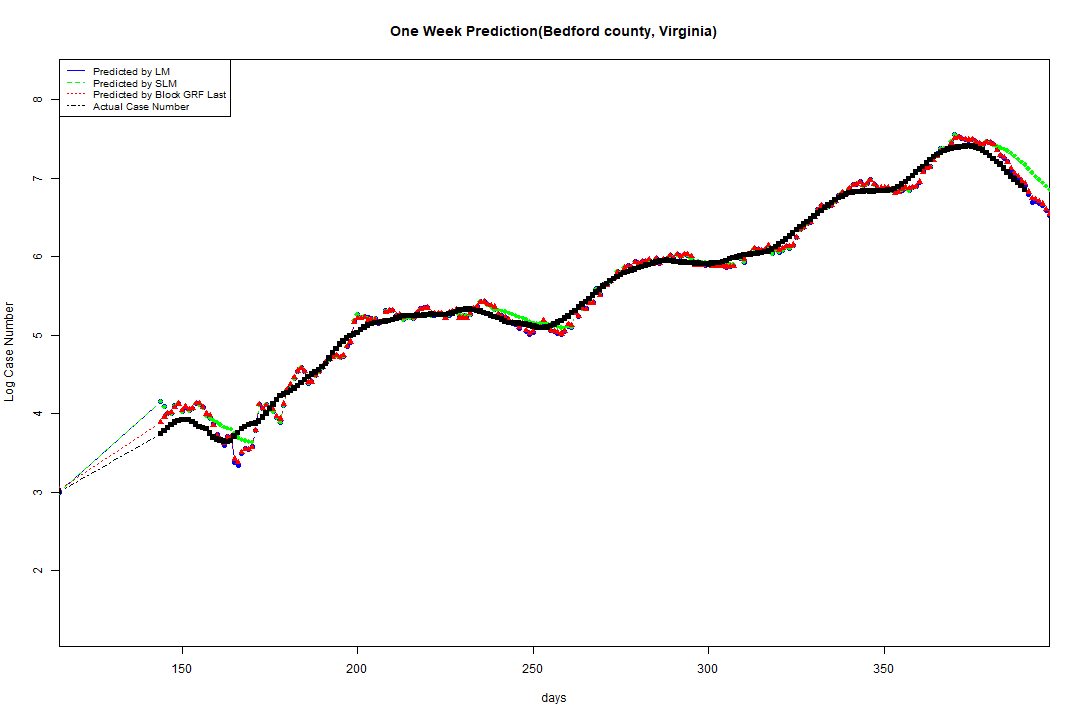 One Week Prediction(Bedford county, Virginia)
Predicted by LM
Predicted by SLM
Predicted by Block GRF Last
Actual Case Number
8
7
6
5
4
3
2
Log Case Number
150 200 250 300 350
days